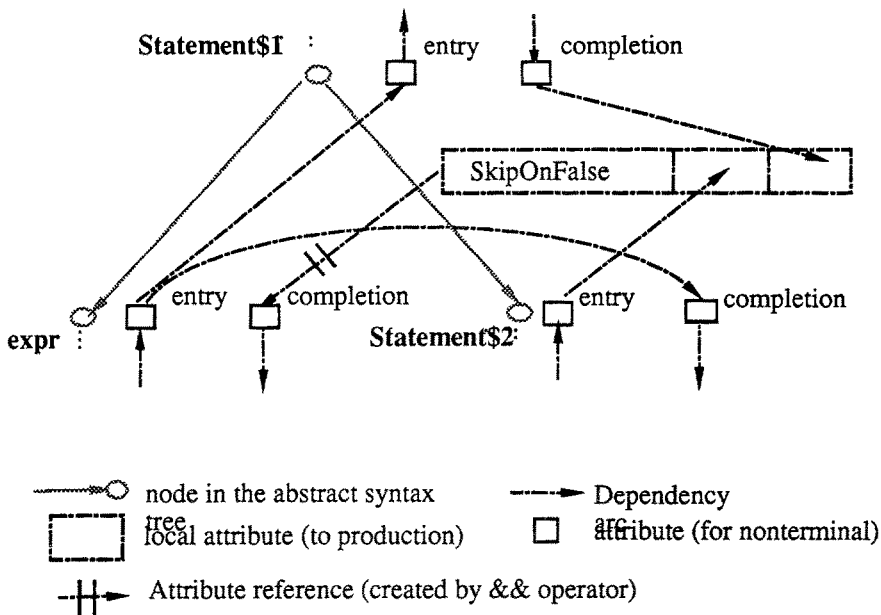 Statement$1 :
entry
completion
SkipOnFalse
entry
completion
entry
completion
expr :
Statement$2 :
node in the abstract syntax tree
Dependency arc
local attribute (to production)
attribute (for nonterminal)
Attribute reference (created by && operator)